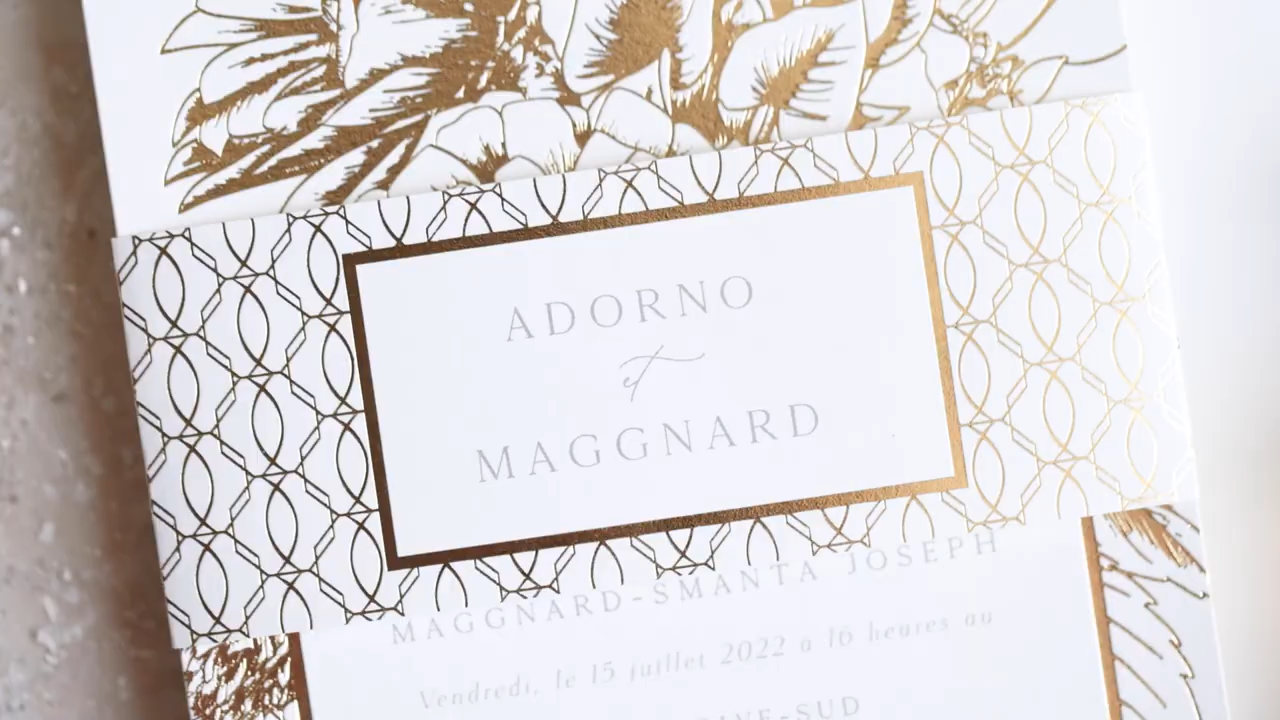 ADORNO
et
MAGGNARD
MAGGNARD-SMANTA JOSEPH
Vendredi, le 15 juillet 2022 à 16 heures au